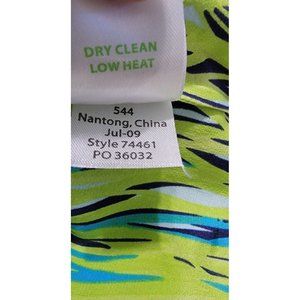 DRY CLEAN
LOW HEAT
544
Nantong, China
Jul-09
Style 74461
PO 36032